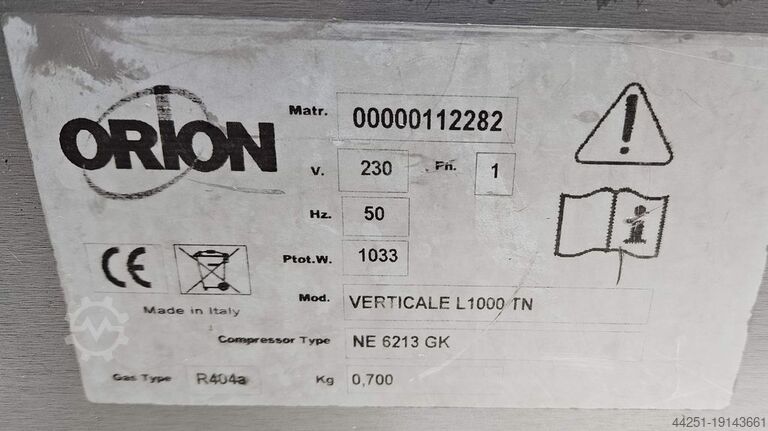 ORION
Matr. 00000112282
V. 230 Ph. 1
Hz. 50
Ptot.W. 1033
CE
Made in Italy
Mod. VERTICALE L1000 TN
Compressor Type NE 6213 GK
Gas Type R404a Kg 0,700
44251-19143661